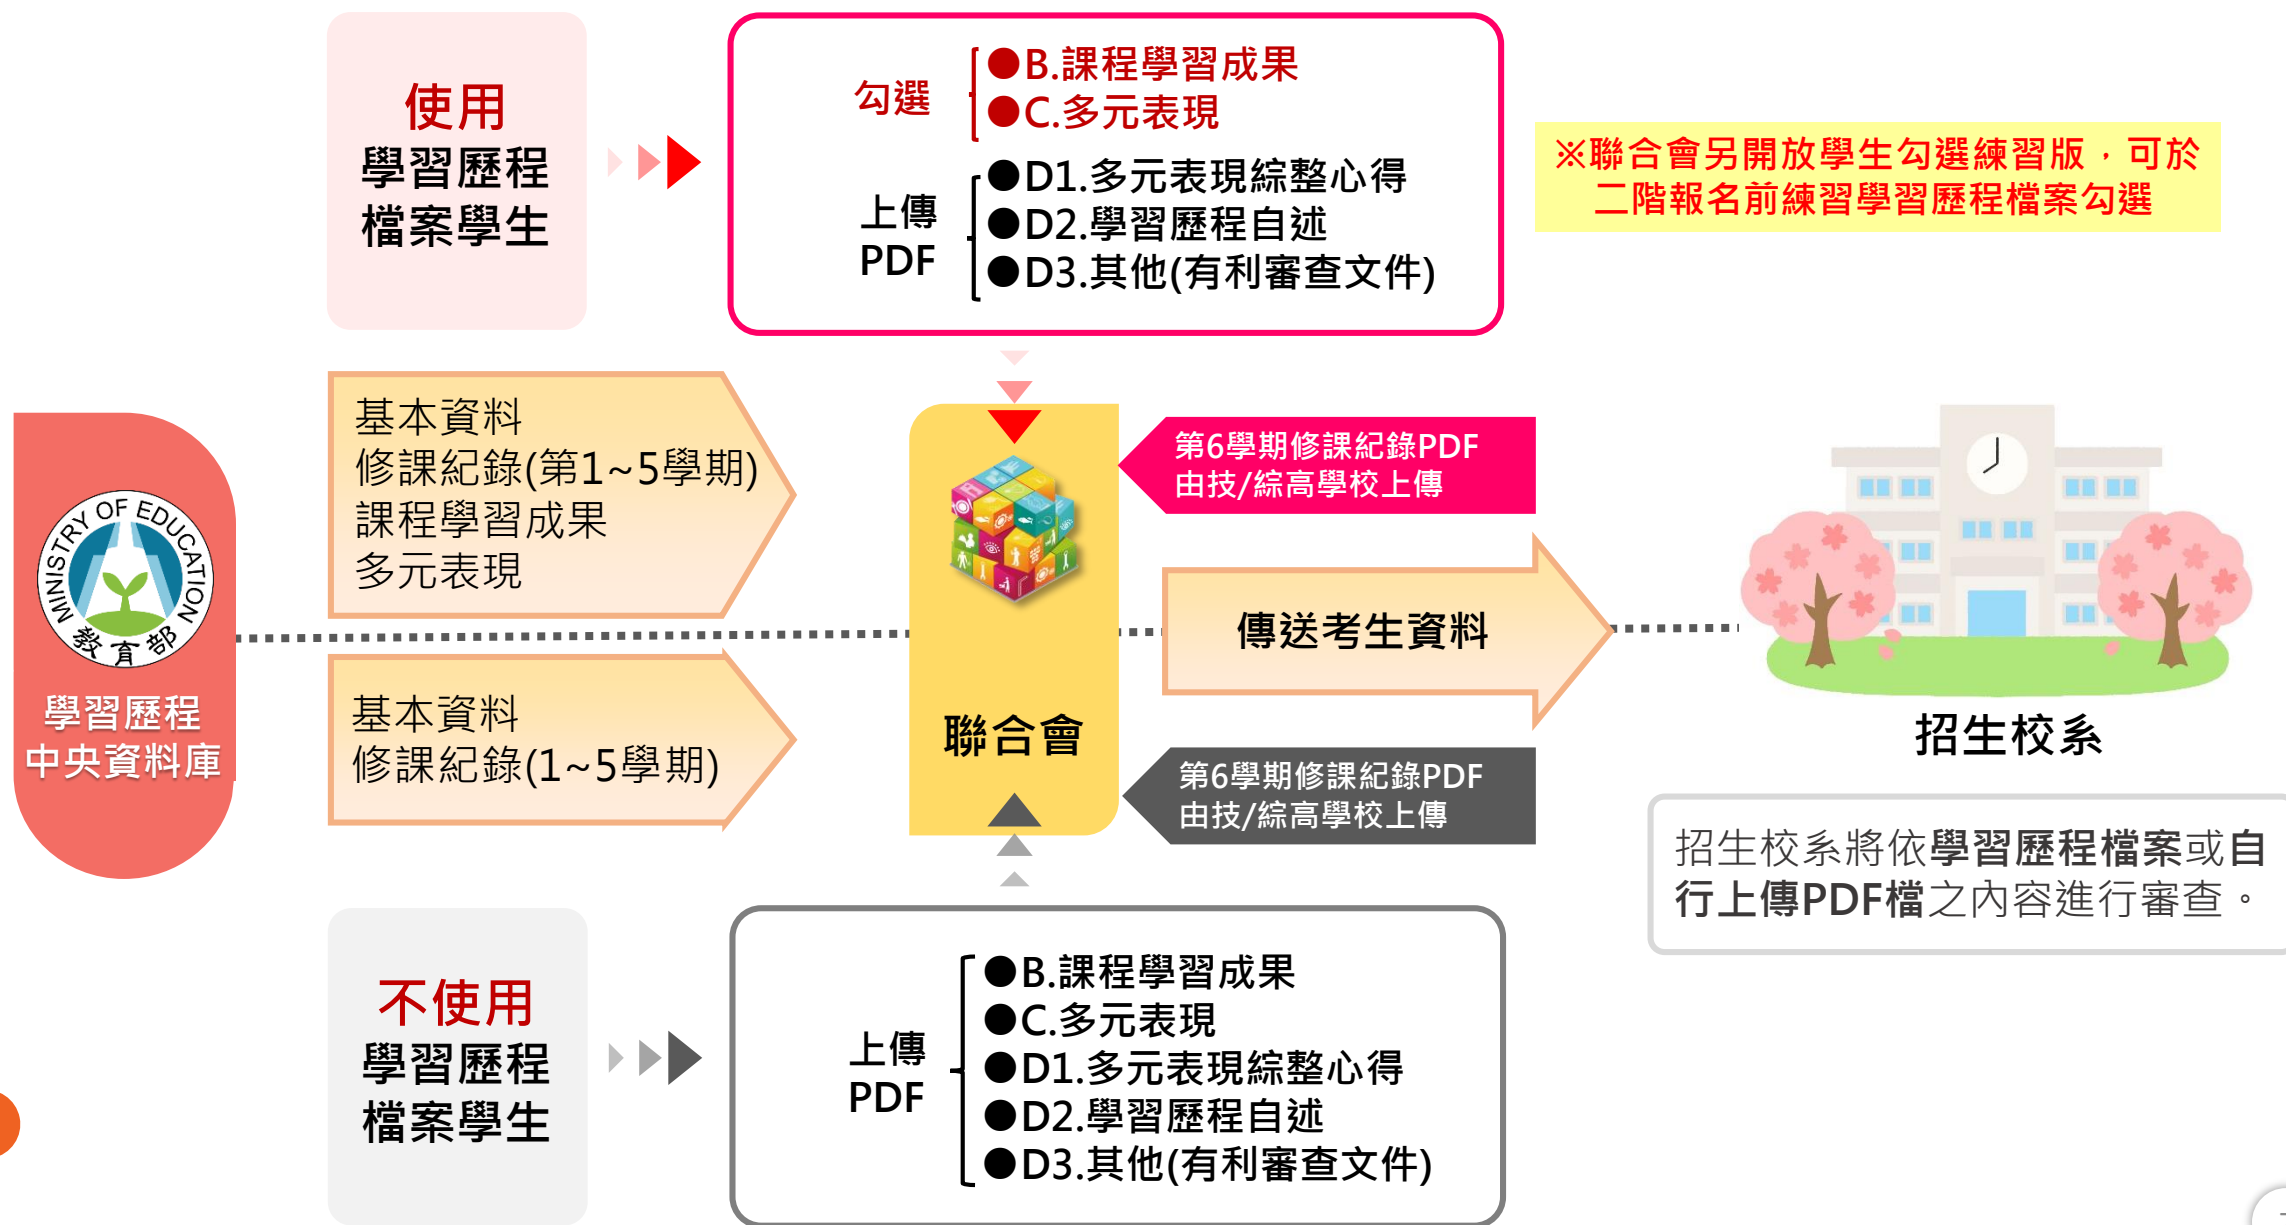 使用
學習歷程
檔案學生
勾選
●B.課程學習成果
●C.多元表現
上傳
PDF
●D1.多元表現綜整心得
●D2.學習歷程自述
●D3.其他(有利審查文件)
※聯合會另開放學生勾選練習版，可於
二階報名前練習學習歷程檔案勾選
MINISTRY OF EDUCATION
教育部
學習歷程
中央資料庫
基本資料
修課紀錄(第1~5學期)
課程學習成果
多元表現
基本資料
修課紀錄(1~5學期)
聯合會
第6學期修課紀錄PDF
由技/綜高學校上傳
傳送考生資料
第6學期修課紀錄PDF
由技/綜高學校上傳
招生校系
招生校系將依學習歷程檔案或自
行上傳PDF檔之內容進行審查。
不使用
學習歷程
檔案學生
上傳
PDF
●B.課程學習成果
●C.多元表現
●D1.多元表現綜整心得
●D2.學習歷程自述
●D3.其他(有利審查文件)